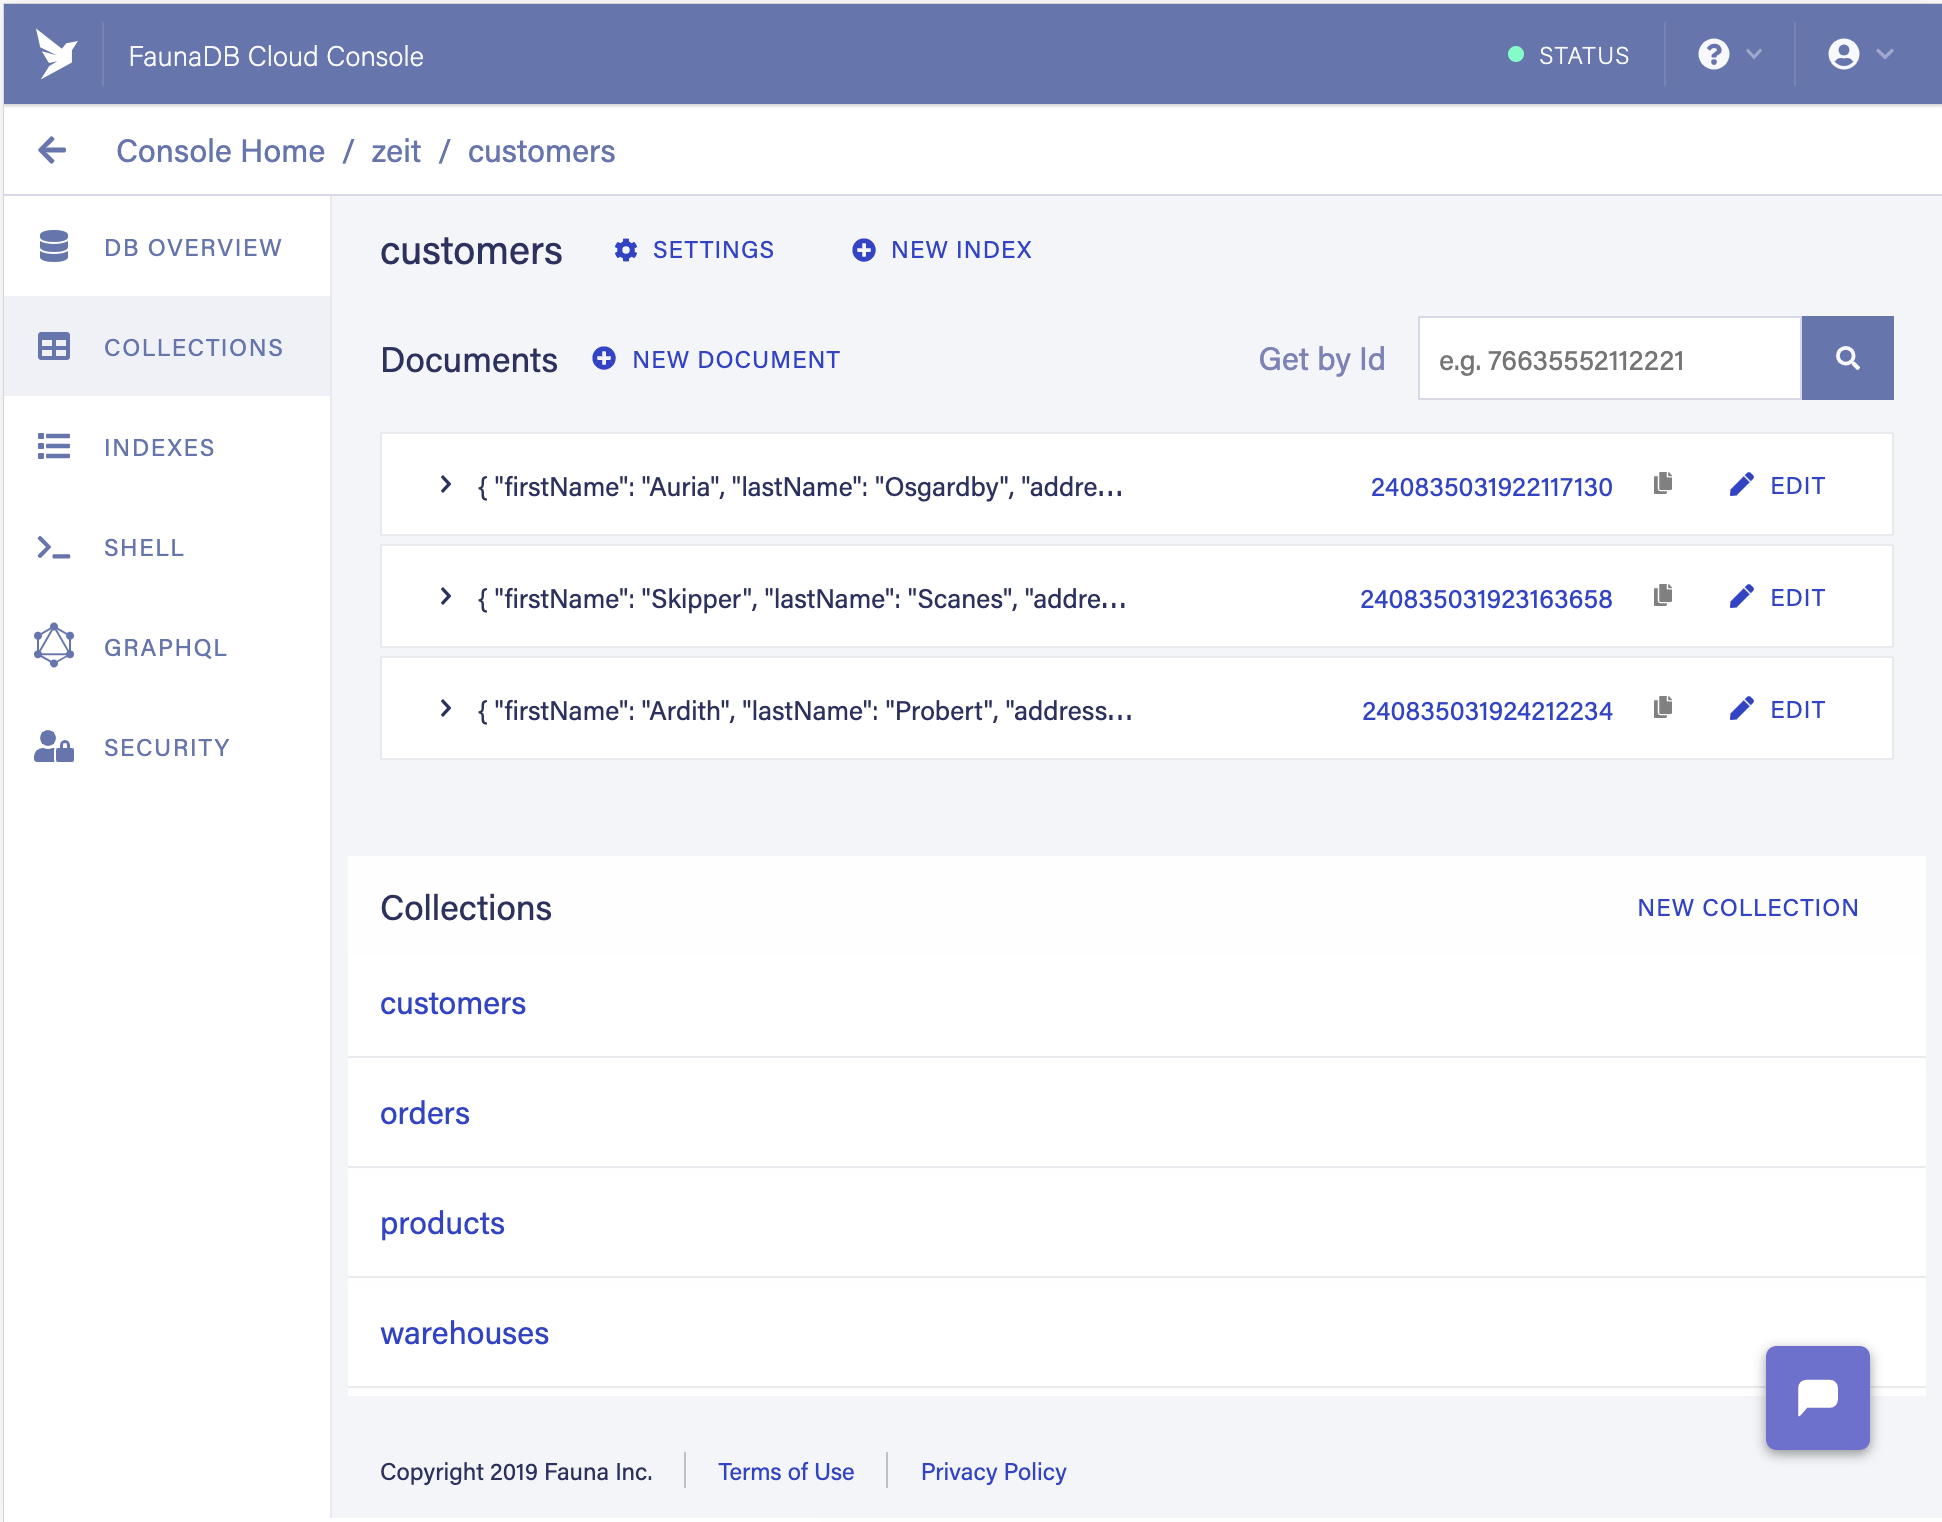 FaunaDB Cloud Console
STATUS
Console Home / zeit / customers
DB OVERVIEW
COLLECTIONS
INDEXES
SHELL
GRAPHQL
SECURITY
customers
SETTINGS
NEW INDEX
Documents
NEW DOCUMENT
Get by Id
e.g. 76635552112221
{ "firstName": "Auria", "lastName": "Osgardby", "addre... 240835031922117130 EDIT
{ "firstName": "Skipper", "lastName": "Scanes", "addre... 240835031923163658 EDIT
{ "firstName": "Ardith", "lastName": "Probert", "address... 240835031924212234 EDIT
Collections
NEW COLLECTION
customers
orders
products
warehouses
Copyright 2019 Fauna Inc.
Terms of Use
Privacy Policy